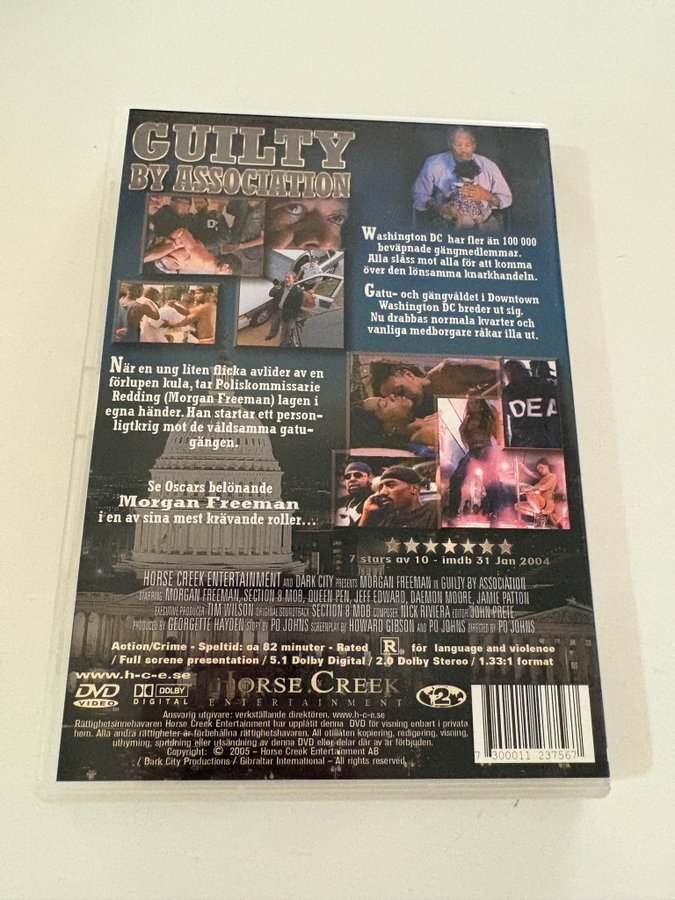 GUILTY
BY ASSOCIATION
Washington DC har fler än 100 000
beväpnade gängmedlemmar.
Alla slåss mot alla för att komma
över den lönsamma knarkhandeln.
Gatu- och gängvåldet i Downtown
Washington DC breder ut sig.
Nu drabbas normala kvarter och
vanliga medborgare råkar illa ut.
När en ung liten flicka avlider av en
förlupen kula, tar Poliskommissarie
Redding (Morgan Freeman) lagen i
egna händer. Han startar ett person-
ligtkrig mot de våldsamma gatu-
gängen.
DEA
Se Oscars belönande
Morgan Freeman
i en av sina mest krävande roller...
7 stars av 10 - imdb 31 Jan 2004
HORSE CREEK ENTERTAINMENT AND DARK CITY PRESENTS MORGAN FREEMAN IN GUILTY BY ASSOCIATION
STARRING MORGAN FREEMAN, SECTION 8 MOB, QUEEN PEN, JEFF EDWARD, DAEMON MOORE, JAMIE PATTON
EXECUTIVE PRODUCER TIM WILSON ORIGINAL SOUNDTRACK SECTION 8 MOB COMPOSER NICK RIVIERA EDITOR JOHN PRETE
PRODUCED BY GEORGETTE HAYDEN STORY BY PO JOHNS SCREENPLAY BY HOWARD GIBSON AND PO JOHNS DIRECTED BY PO JOHNS
Action/Crime - Speltid: ca 82 minuter - Rated R för language and violence
/ Full screne presentation / 5.1 Dolby Digital / 2.0 Dolby Stereo / 1.33:1 format
www.h-c-e.se
DVD VIDEO
DOLBY DIGITAL
HORSE CREEK
ENTERTAINMENT
2
Ansvarig utgivare: verkställande direktören. www.h-c-e.se
Rättighetsinnehavaren Horse Creek Entertainment har upplåtit denna DVD för visning enbart i privata
hem. Alla andra rättigheter är förbehållna rättighetshavaren. All otillåten kopiering, redigering, visning,
uthyrning, spridning eller utsändning av denna DVD eller delar där av är förbjuden.
Copyright: © 2005 - Horse Creek Entertainment AB
/ Dark City Productions / Gibraltar International - All rights reserved
7 300011 237567